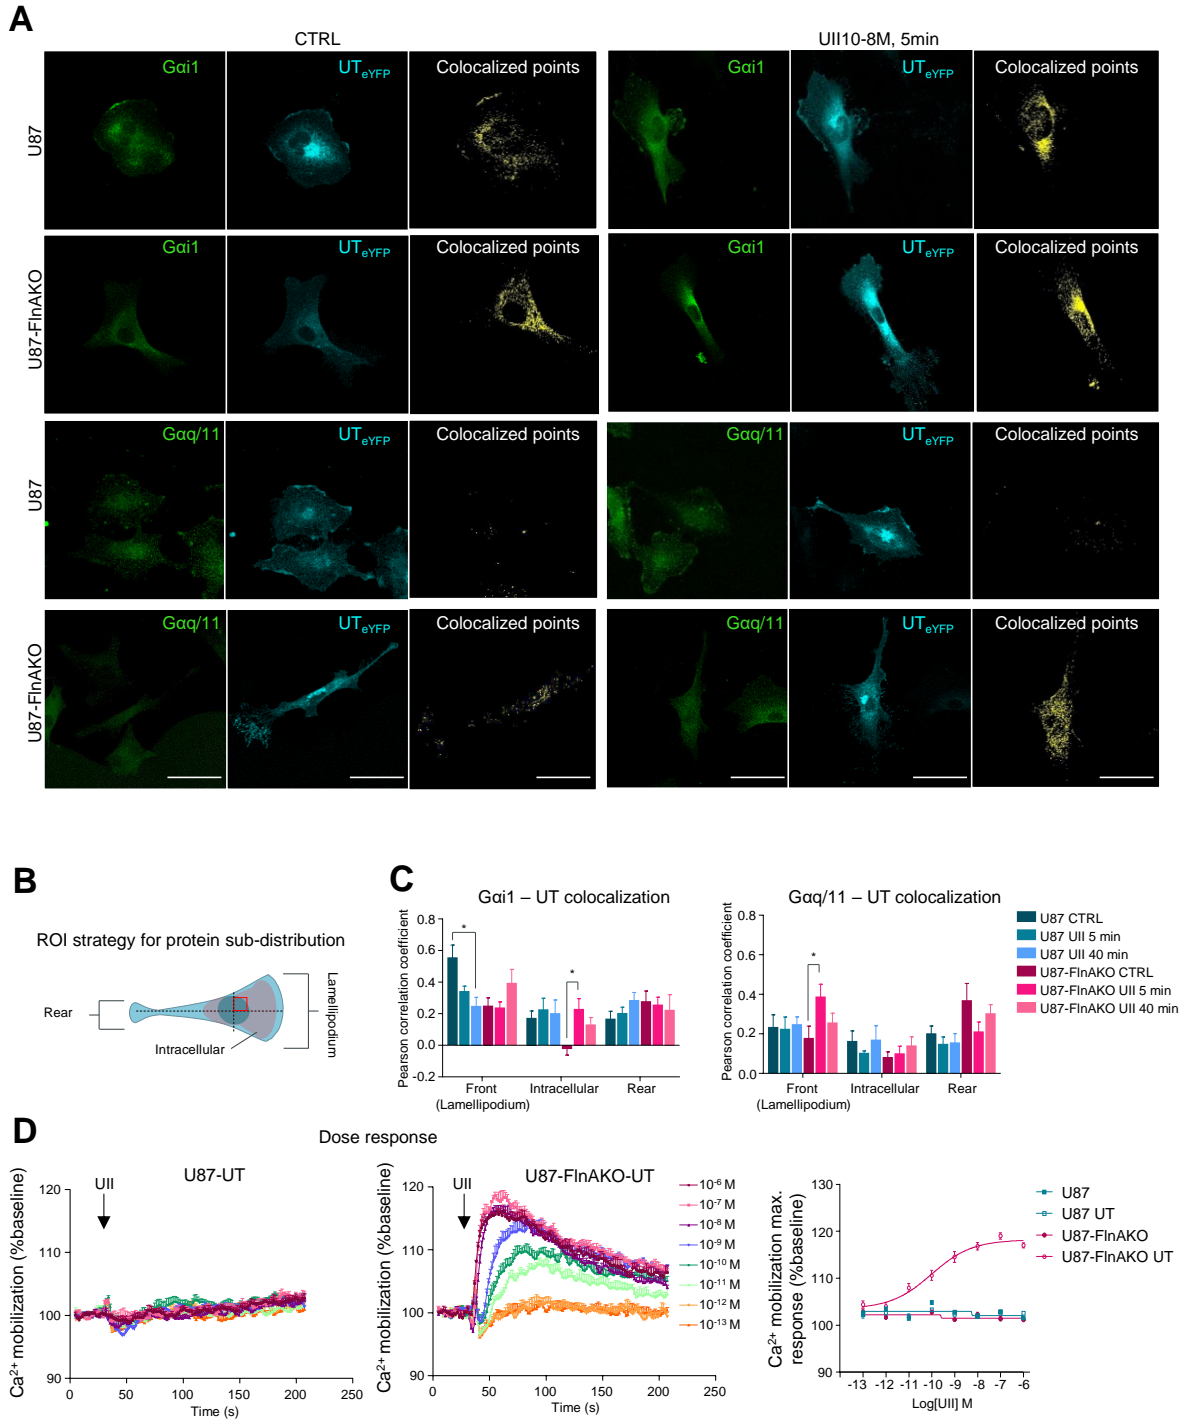 A
CTRL
UII10-8M, 5min
U87
Gαi1
UTeYFP
Colocalized points
Gαi1
UTeYFP
Colocalized points
U87-FlnAKO
Gαi1
UTeYFP
Colocalized points
Gαi1
UTeYFP
Colocalized points
U87
Gαq/11
UTeYFP
Colocalized points
Gαq/11
UTeYFP
Colocalized points
U87-FlnAKO
Gαq/11
UTeYFP
Colocalized points
Gαq/11
UTeYFP
Colocalized points
B
ROI strategy for protein sub-distribution
Rear
Intracellular
Lamellipodium
C
Gαi1 – UT colocalization
Pearson correlation coefficient
0.8
0.6
0.4
0.2
0.0
-0.2
*
*
Front
(Lamellipodium)
Intracellular
Rear
Gαq/11 – UT colocalization
Pearson correlation coefficient
0.8
0.6
0.4
0.2
0.0
*
Front
(Lamellipodium)
Intracellular
Rear
U87 CTRL
U87 UII 5 min
U87 UII 40 min
U87-FlnAKO CTRL
U87-FlnAKO UII 5 min
U87-FlnAKO UII 40 min
D
Dose response
U87-UT
UII
Ca2+ mobilization (%baseline)
120
110
100
90
0 50 100 150 200 250
Time (s)
U87-FlnAKO-UT
UII
Ca2+ mobilization (%baseline)
120
110
100
90
0 50 100 150 200 250
Time (s)
10-6 M
10-7 M
10-8 M
10-9 M
10-10 M
10-11 M
10-12 M
10-13 M
Ca2+ mobilization max.
response (%baseline)
130
120
110
100
90
-13 -12 -11 -10 -9 -8 -7 -6
Log[UII] M
U87
U87 UT
U87-FlnAKO
U87-FlnAKO UT